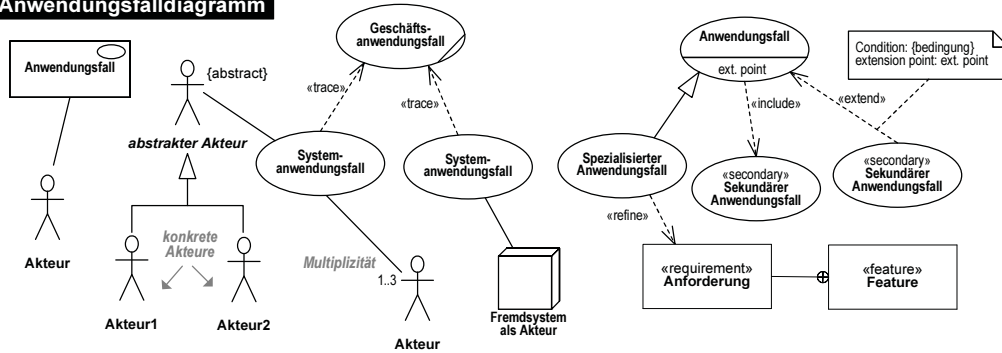 Anwendungsfalldiagramm
Anwendungsfall
Akteur
{abstract}
abstrakter Akteur
konkrete
Akteure
Akteur1
Akteur2
Geschäfts-
anwendungsfall
«trace»
«trace»
System-
anwendungsfall
System-
anwendungsfall
Multiplizität
1..3
Akteur
Fremdsystem
als Akteur
Anwendungsfall
ext. point
Condition: {bedingung}
extension point: ext. point
«include»
«extend»
Spezialisierter
Anwendungsfall
«secondary»
Sekundärer
Anwendungsfall
«secondary»
Sekundärer
Anwendungsfall
«refine»
«requirement»
Anforderung
«feature»
Feature